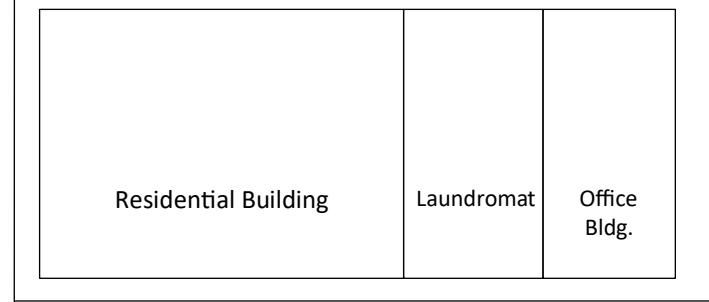 Residential Building
Laundromat
Office
Bldg.